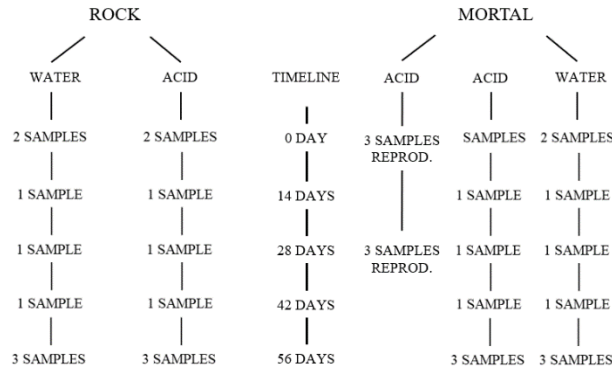 ROCK MORTAL
WATER ACID TIMELINE ACID ACID WATER
2 SAMPLES 2 SAMPLES 0 DAY 3 SAMPLES REPROD. SAMPLES 2 SAMPLES
1 SAMPLE 1 SAMPLE 14 DAYS 1 SAMPLE 1 SAMPLE
1 SAMPLE 1 SAMPLE 28 DAYS 3 SAMPLES REPROD. 1 SAMPLE 1 SAMPLE
1 SAMPLE 1 SAMPLE 42 DAYS 1 SAMPLE 1 SAMPLE
3 SAMPLES 3 SAMPLES 56 DAYS 3 SAMPLES 3 SAMPLES